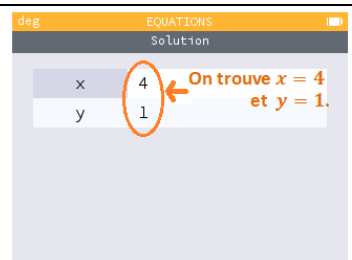 deg EQUATIONS
Solution
x 4 On trouve x = 4
et y = 1.
y 1